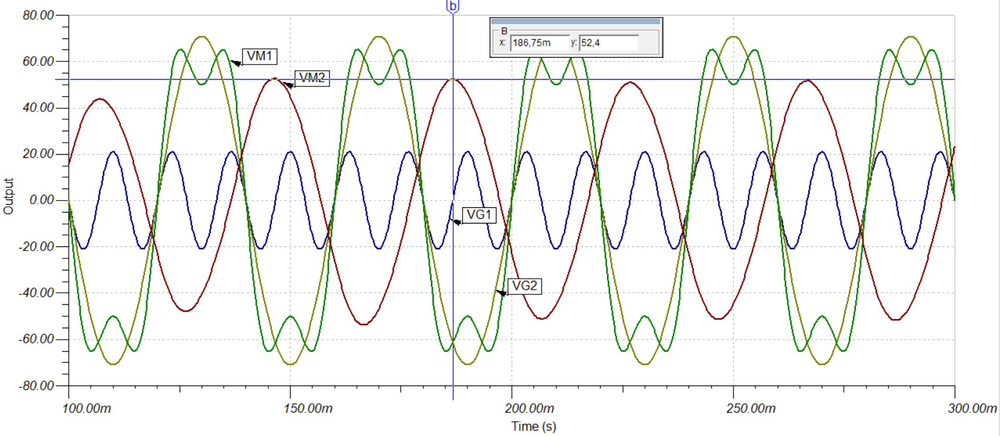 b
80.00
B
x: 186,75m y: 52,4
VM1
60.00
VM2
40.00
20.00
Output
0.00
VG1
-20.00
VG2
-40.00
-60.00
-80.00
100.00m 150.00m 200.00m 250.00m 300.00m
Time (s)